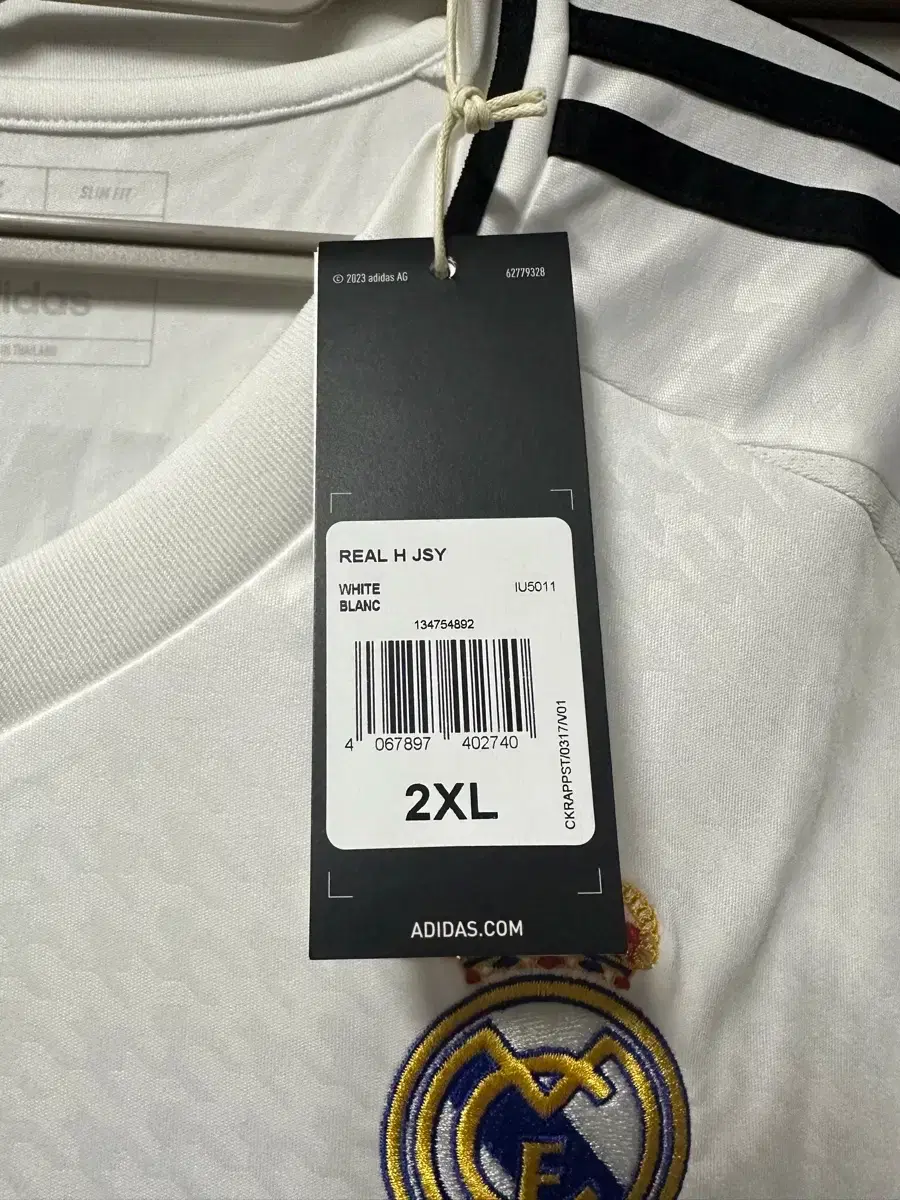 SLIM FIT
adidas
© 2023 adidas AG
62779328
REAL H JSY
WHITE
IU5011
BLANC
134754892
4 067897 402740
CKRAPPST/0317/V01
2XL
ADIDAS.COM